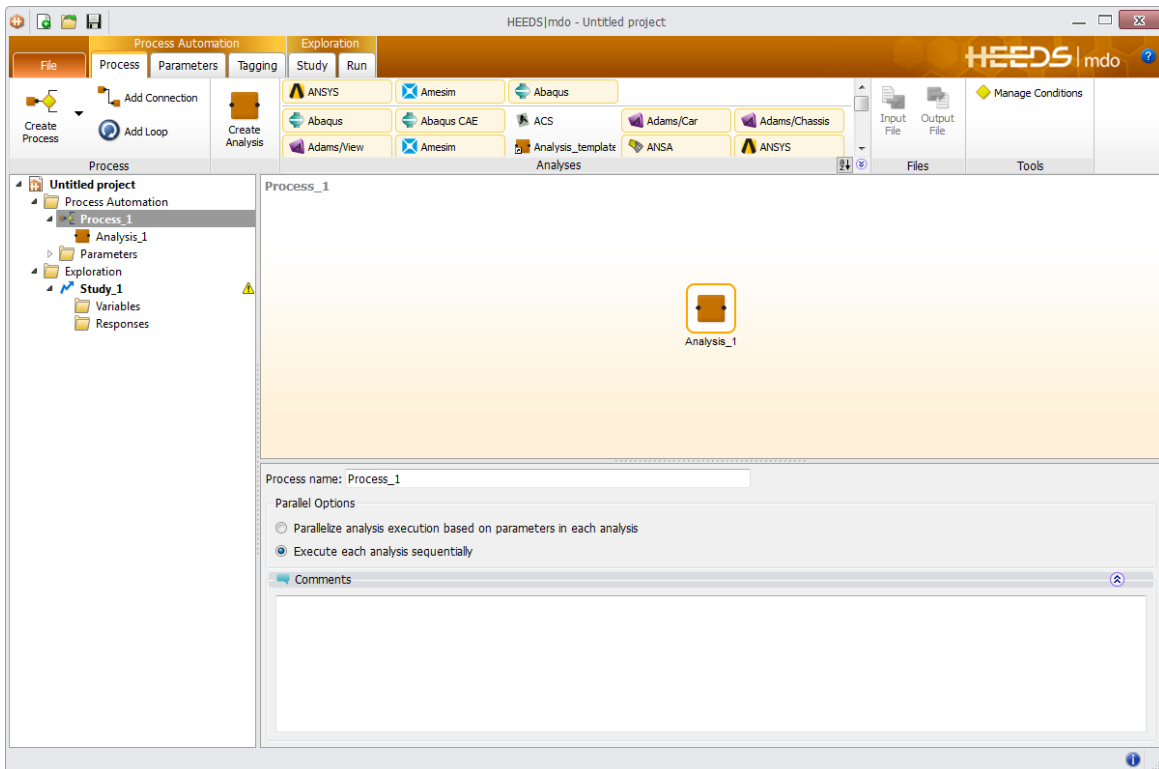 HEEDS|mdo - Untitled project
Process Automation Exploration
File Process Parameters Tagging Study Run HEEDS|mdo ?
ANSYS Amesim Abaqus
Create Process
Add Connection
Add Loop
Create Analysis
Abaqus Abaqus CAE ACS Adams/Car Adams/Chassis
Adams/View Amesim Analysis_template ANSA ANSYS
Input File Output File
Manage Conditions
Process Analyses Files Tools
Untitled project
Process Automation
Process_1
Analysis_1
Parameters
Exploration
Study_1
Variables
Responses
Process_1
Analysis_1
Process name: Process_1
Parallel Options
Parallelize analysis execution based on parameters in each analysis
Execute each analysis sequentially
Comments